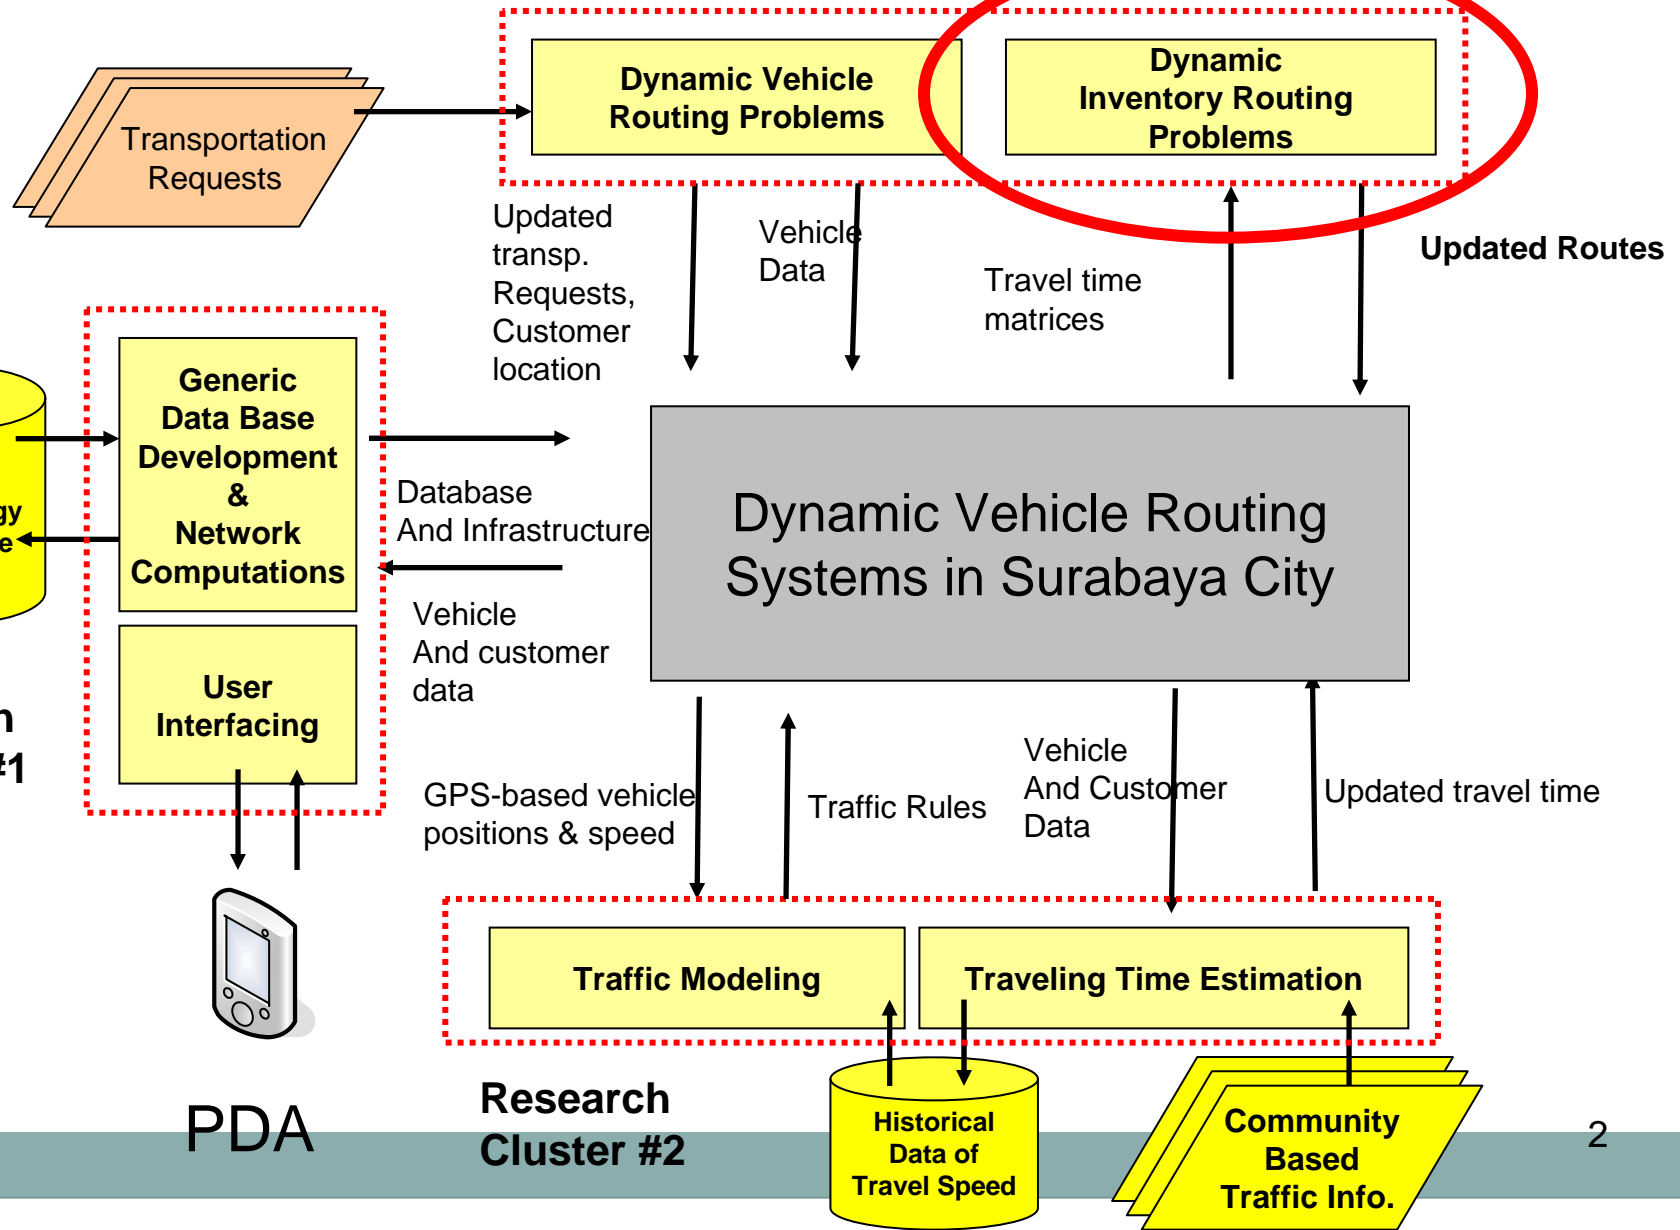 Dynamic Vehicle
Routing Problems
Dynamic
Inventory Routing
Problems
Transportation
Requests
Updated
transp.
Requests,
Customer
location
Vehicle
Data
Travel time
matrices
Updated Routes
Generic
Data Base
Development
&
Network
Computations
User
Interfacing
Database
And Infrastructure
Vehicle
And customer
data
Dynamic Vehicle Routing
Systems in Surabaya City
#1
GPS-based vehicle
positions & speed
Traffic Rules
Vehicle
And Customer
Data
Updated travel time
Traffic Modeling
Traveling Time Estimation
PDA
Research
Cluster #2
Historical
Data of
Travel Speed
Community
Based
Traffic Info.
2